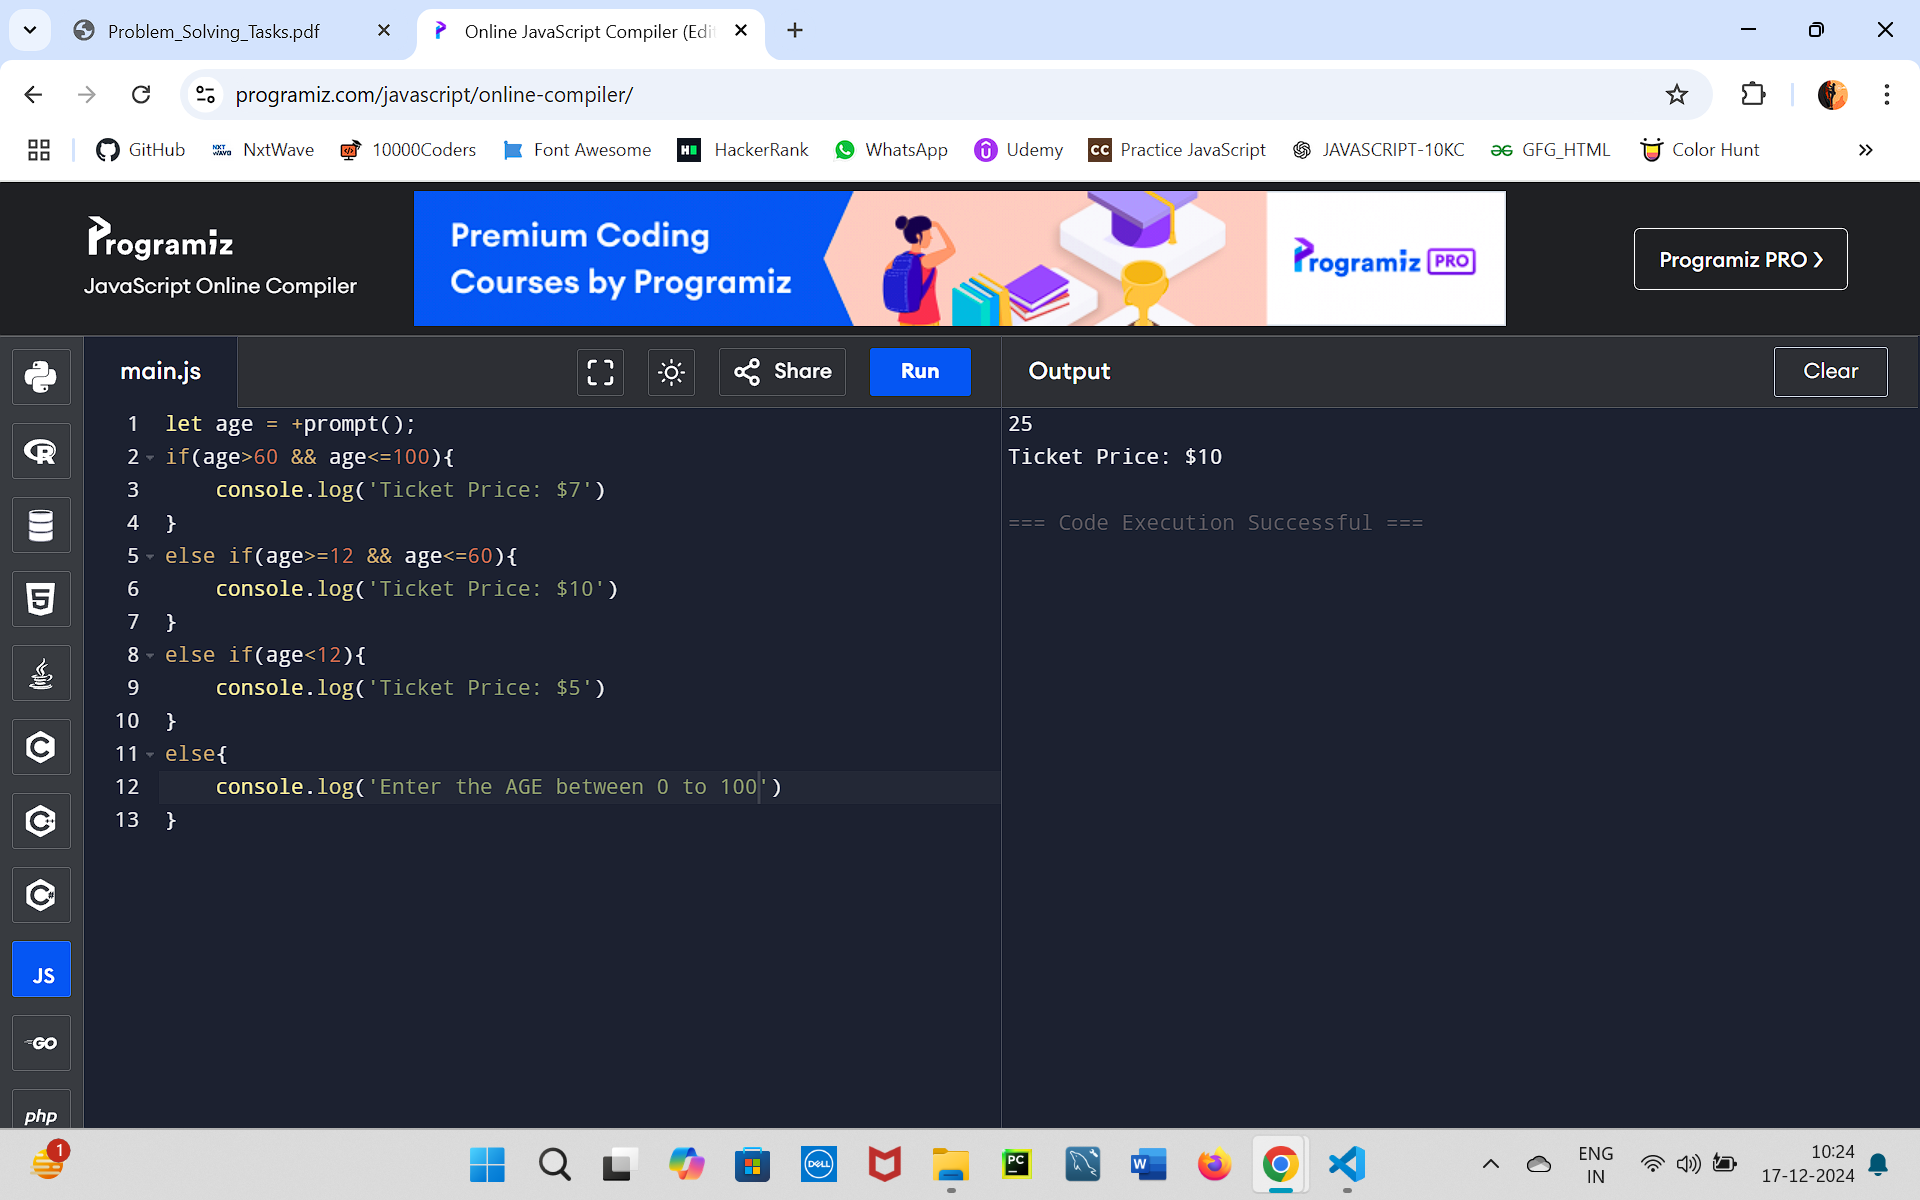 Problem_Solving_Tasks.pdf
Online JavaScript Compiler (Edi
programiz.com/javascript/online-compiler/
GitHub
NXT WAVE
NxtWave
10000Coders
Font Awesome
H
HackerRank
WhatsApp
Udemy
CC
Practice JavaScript
JAVASCRIPT-10KC
GFG_HTML
Color Hunt
Programiz
JavaScript Online Compiler
Premium Coding
Courses by Programiz
Programiz PRO
Programiz PRO
main.js
Share
Run
Output
Clear
1 let age = +prompt();
2 if(age>60 && age<=100){
3 console.log('Ticket Price: $7')
4 }
5 else if(age>=12 && age<=60){
6 console.log('Ticket Price: $10')
7 }
8 else if(age<12){
9 console.log('Ticket Price: $5')
10 }
11 else{
12 console.log('Enter the AGE between 0 to 100')
13 }
25
Ticket Price: $10
=== Code Execution Successful ===
R
5
C
C
C#
JS
GO
php
1
DELL
PC
W
ENG
IN
10:24
17-12-2024